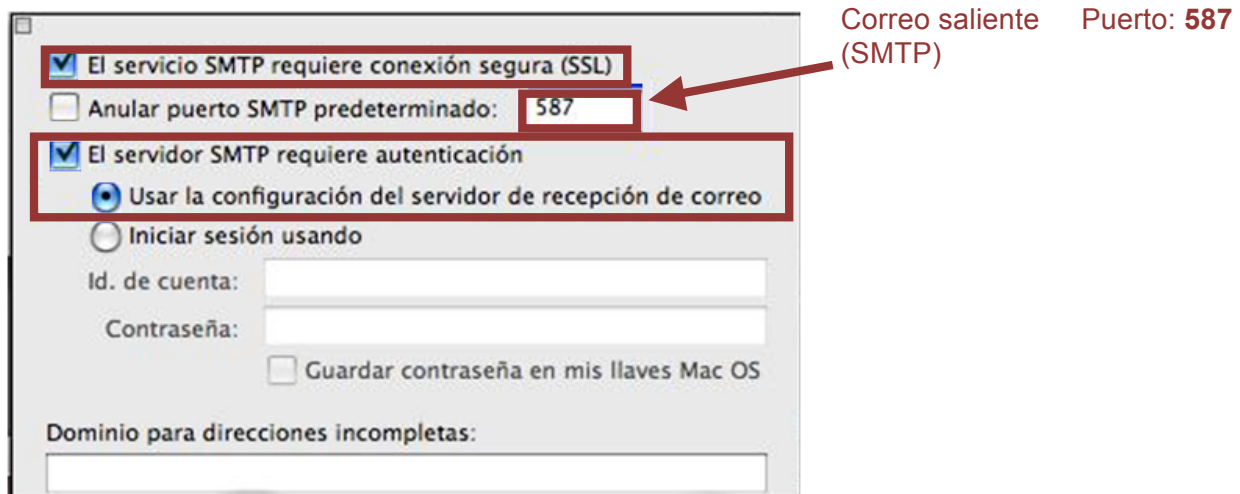 Correo saliente Puerto: 587
(SMTP)
El servicio SMTP requiere conexión segura (SSL)
Anular puerto SMTP predeterminado: 587
El servidor SMTP requiere autenticación
Usar la configuración del servidor de recepción de correo
Iniciar sesión usando
Id. de cuenta:
Contraseña:
Guardar contraseña en mis llaves Mac OS
Dominio para direcciones incompletas: